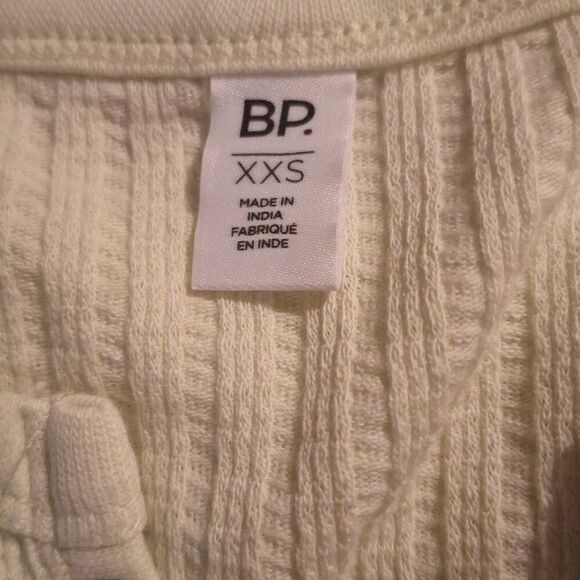 BP.
XXS
MADE IN
INDIA
FABRIQUÉ
EN INDE